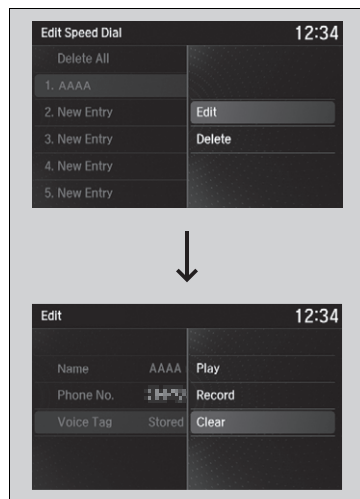 Edit Speed Dial 12:34
Delete All
1. AAAA
2. New Entry Edit
3. New Entry Delete
4. New Entry
5. New Entry
Edit 12:34
Name AAAA Play
Phone No. Record
Voice Tag Stored Clear